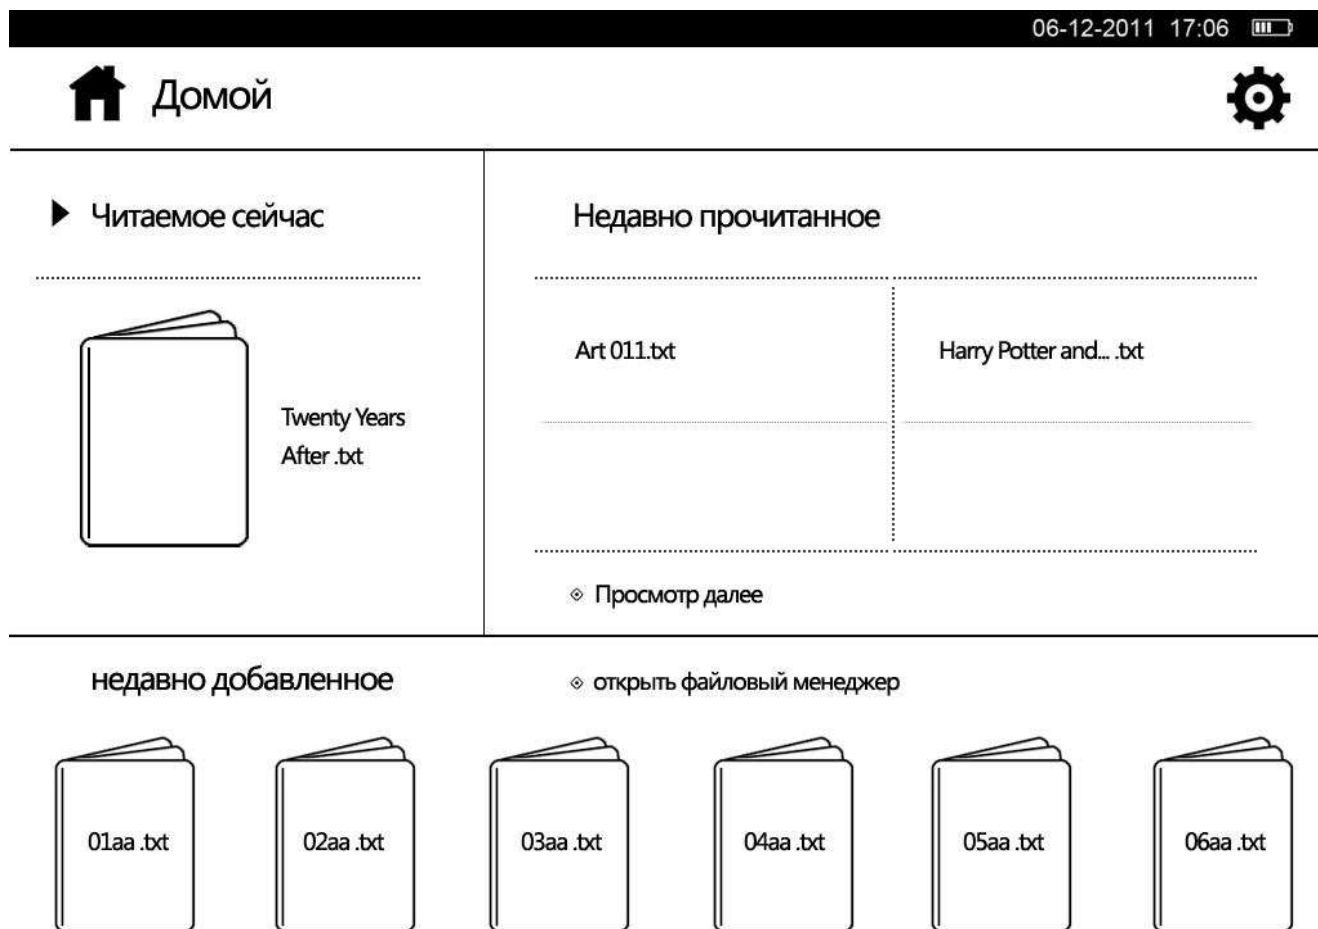 06-12-2011 17:06
Домой
Читаемое сейчас
Twenty Years
After .txt
Недавно прочитанное
Art 011.txt
Harry Potter and... .txt
Просмотр далее
недавно добавленное
открыть файловый менеджер
01aa .txt
02aa .txt
03aa .txt
04aa .txt
05aa .txt
06aa .txt